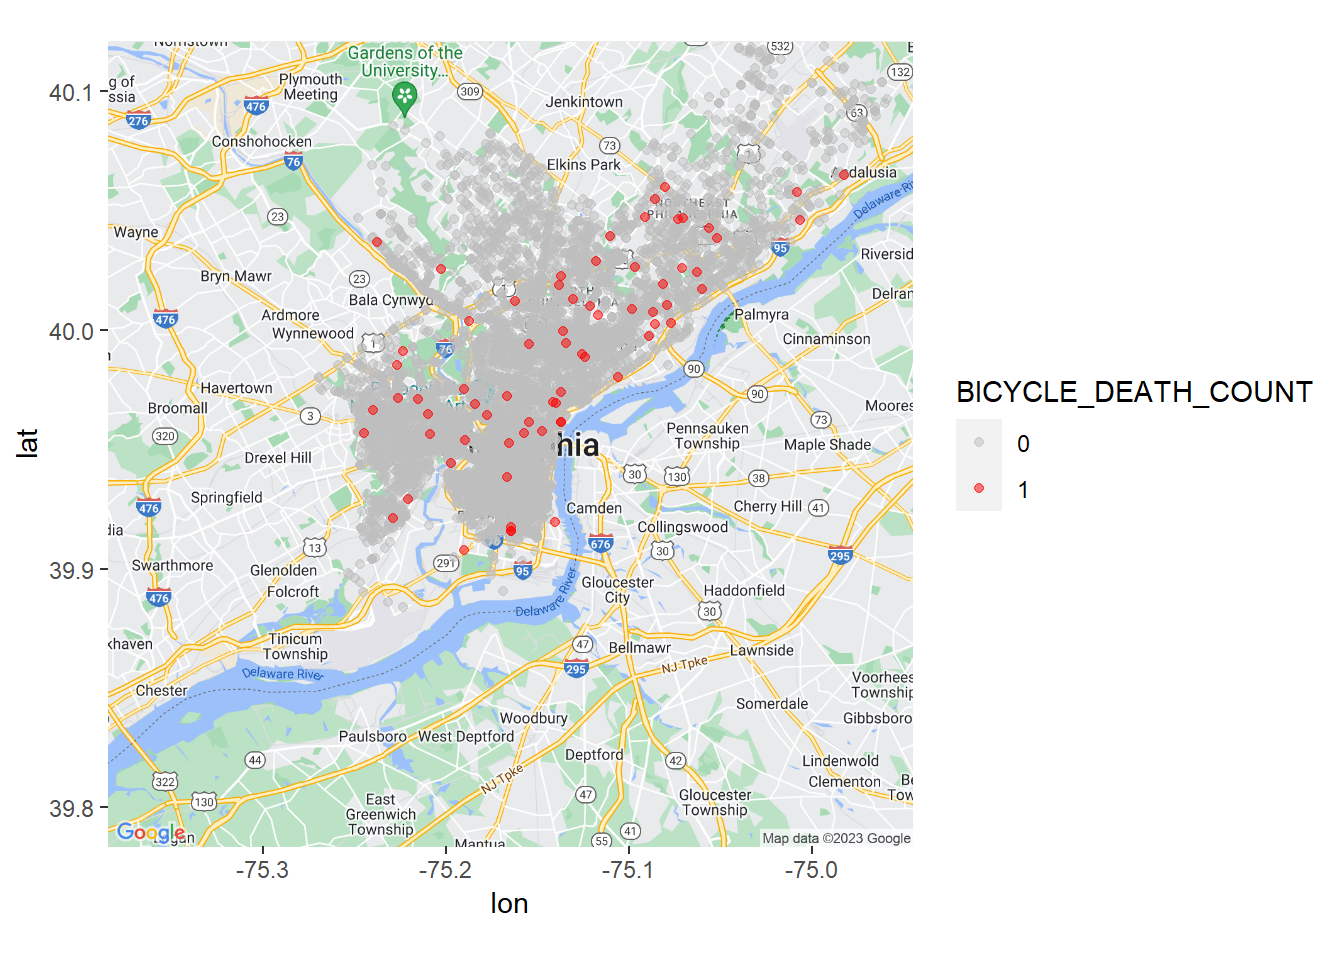 Gardens of the
University...
532
132
Plymouth
Meeting
309
476
276
Jenkintown
63
Conshohocken
73
76
Elkins Park
1
Andalusia
23
Delaware
Wayne
95
Riversid
Bryn Mawr
23
Delran
Bala Cynwyd
1
Ardmore
476
Palmyra
40.1
40.0
39.9
39.8
lat
Wynnewood
1
76
Cinnaminson
90
Havertown
90
Broomall
3
Moores
73
320
Pennsauken
Township
Maple Shade
hia
Drexel Hill
30
130
38
Springfield
476
Cherry Hill
41
Camden
dia
Collingswood
13
676
30
295
Swarthmore
291
95
Glenolden
Gloucester
City
Haddonfield
Folcroft
476
Delaware River
30
khaven
Tinicum
Township
47
Bellmawr
Lawnside
295
NJ Tpke
Delaware River
Chester
Voorhees
Township
Somerdale
Woodbury
Gibbsboro
Paulsboro
West Deptford
Deptford
44
42
Lindenwold
322
NJ Tpke
Clementon
130
47
Gloucester
Township
East
Greenwich
Township
41
55
Google
Mantua
Map data ©2023 Google
-75.3
-75.2
-75.1
-75.0
lon
BICYCLE_DEATH_COUNT
0
1